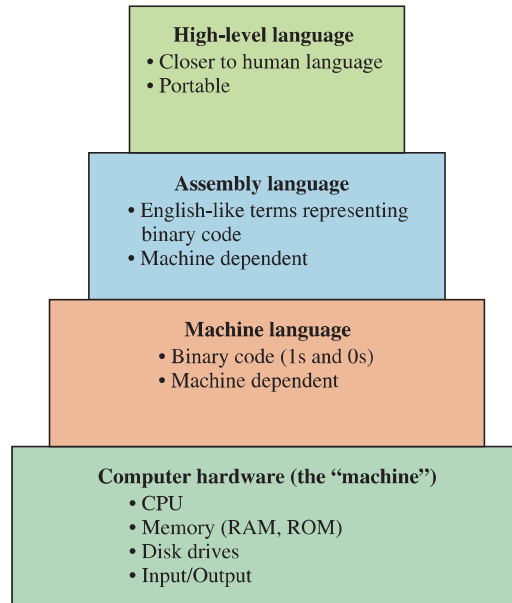 High-level language
• Closer to human language
• Portable
Assembly language
• English-like terms representing
binary code
• Machine dependent
Machine language
• Binary code (1s and 0s)
• Machine dependent
Computer hardware (the “machine”)
• CPU
• Memory (RAM, ROM)
• Disk drives
• Input/Output